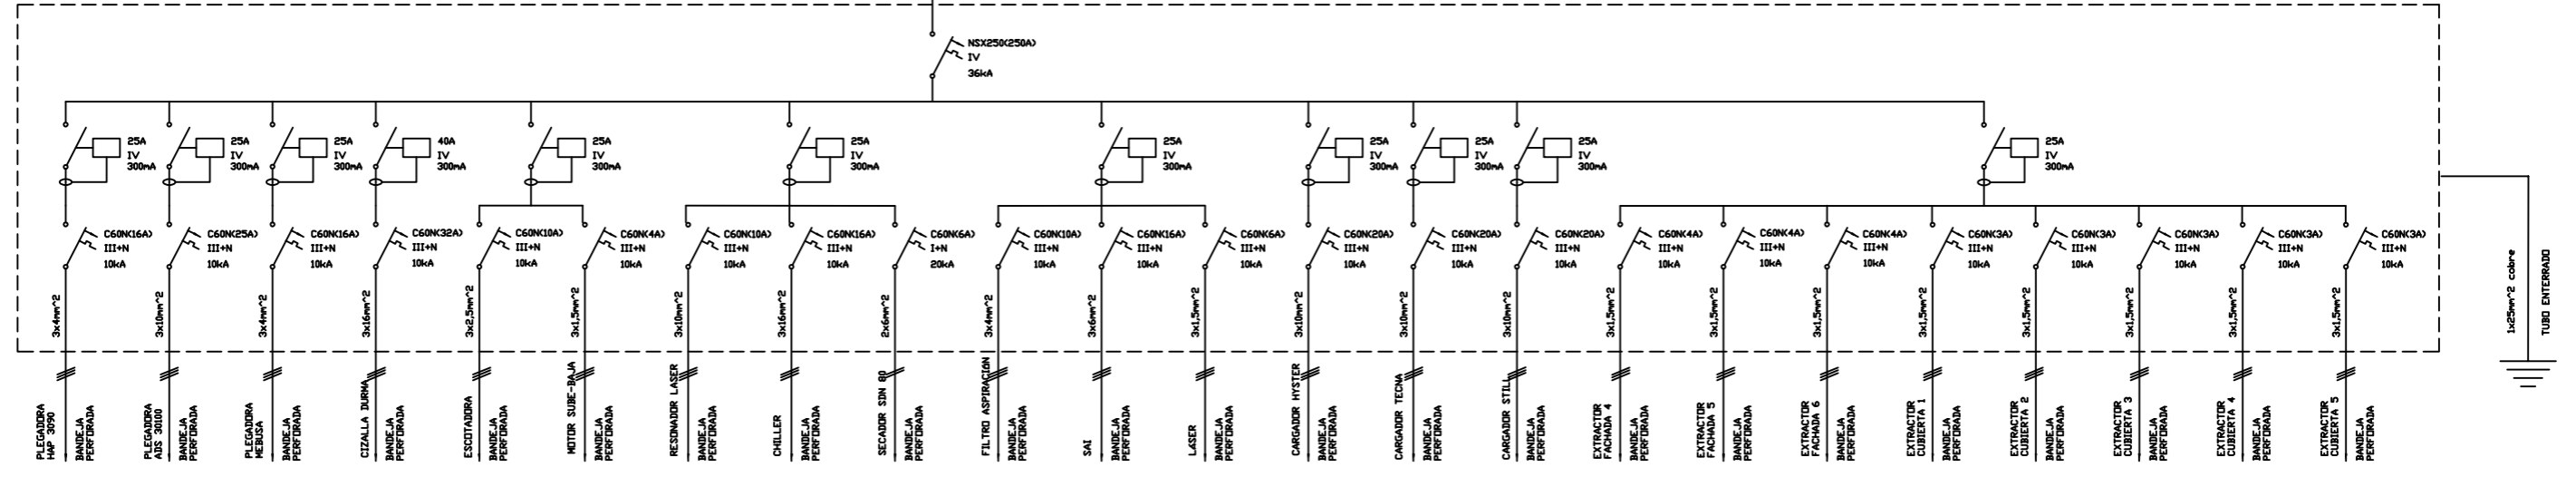 NSX250(250A)
IV
36kA
25A
IV
300mA
25A
IV
300mA
25A
IV
300mA
40A
IV
300mA
25A
IV
300mA
25A
IV
300mA
25A
IV
300mA
25A
IV
300mA
25A
IV
300mA
25A
IV
300mA
25A
IV
300mA
C60N(16A)
III+N
10kA
C60N(25A)
III+N
10kA
C60N(16A)
III+N
10kA
C60N(32A)
III+N
10kA
C60N(10A)
III+N
10kA
C60N(4A)
III+N
10kA
C60N(10A)
III+N
10kA
C60N(16A)
III+N
10kA
C60N(6A)
I+N
20kA
C60N(10A)
III+N
10kA
C60N(16A)
III+N
10kA
C60N(6A)
III+N
10kA
C60N(20A)
III+N
10kA
C60N(20A)
III+N
10kA
C60N(20A)
III+N
10kA
C60N(4A)
III+N
10kA
C60N(4A)
III+N
10kA
C60N(4A)
III+N
10kA
C60N(3A)
III+N
10kA
C60N(3A)
III+N
10kA
C60N(3A)
III+N
10kA
C60N(3A)
III+N
10kA
C60N(3A)
III+N
10kA
3x4mm^2
3x10mm^2
3x4mm^2
3x16mm^2
3x2,5mm^2
3x1,5mm^2
3x10mm^2
3x16mm^2
2x6mm^2
3x4mm^2
3x6mm^2
3x1,5mm^2
3x10mm^2
3x10mm^2
3x10mm^2
3x1,5mm^2
3x1,5mm^2
3x1,5mm^2
3x1,5mm^2
3x1,5mm^2
3x1,5mm^2
3x1,5mm^2
3x1,5mm^2
1x25mm^2 cobre
TUBO ENTERRADO
PLEGADORA
HAP 3090
BANDEJA
PERFORADA
PLEGADORA
ADS 30100
BANDEJA
PERFORADA
PLEGADORA
MEBUSA
BANDEJA
PERFORADA
CIZALLA DURMA
BANDEJA
PERFORADA
ESCOTADORA
BANDEJA
PERFORADA
MOTOR SUBE-BAJA
BANDEJA
PERFORADA
RESONADOR LASER
BANDEJA
PERFORADA
CHILLER
BANDEJA
PERFORADA
SECADOR SDN 80
BANDEJA
PERFORADA
FILTRO ASPIRACIÓN
BANDEJA
PERFORADA
SAI
BANDEJA
PERFORADA
LÁSER
BANDEJA
PERFORADA
CARGADOR HYSTER
BANDEJA
PERFORADA
CARGADOR TECNA
BANDEJA
PERFORADA
CARGADOR STILL
BANDEJA
PERFORADA
EXTRACTOR
FACHADA 4
BANDEJA
PERFORADA
EXTRACTOR
FACHADA 5
BANDEJA
PERFORADA
EXTRACTOR
FACHADA 6
BANDEJA
PERFORADA
EXTRACTOR
CUBIERTA 1
BANDEJA
PERFORADA
EXTRACTOR
CUBIERTA 2
BANDEJA
PERFORADA
EXTRACTOR
CUBIERTA 3
BANDEJA
PERFORADA
EXTRACTOR
CUBIERTA 4
BANDEJA
PERFORADA
EXTRACTOR
CUBIERTA 5
BANDEJA
PERFORADA